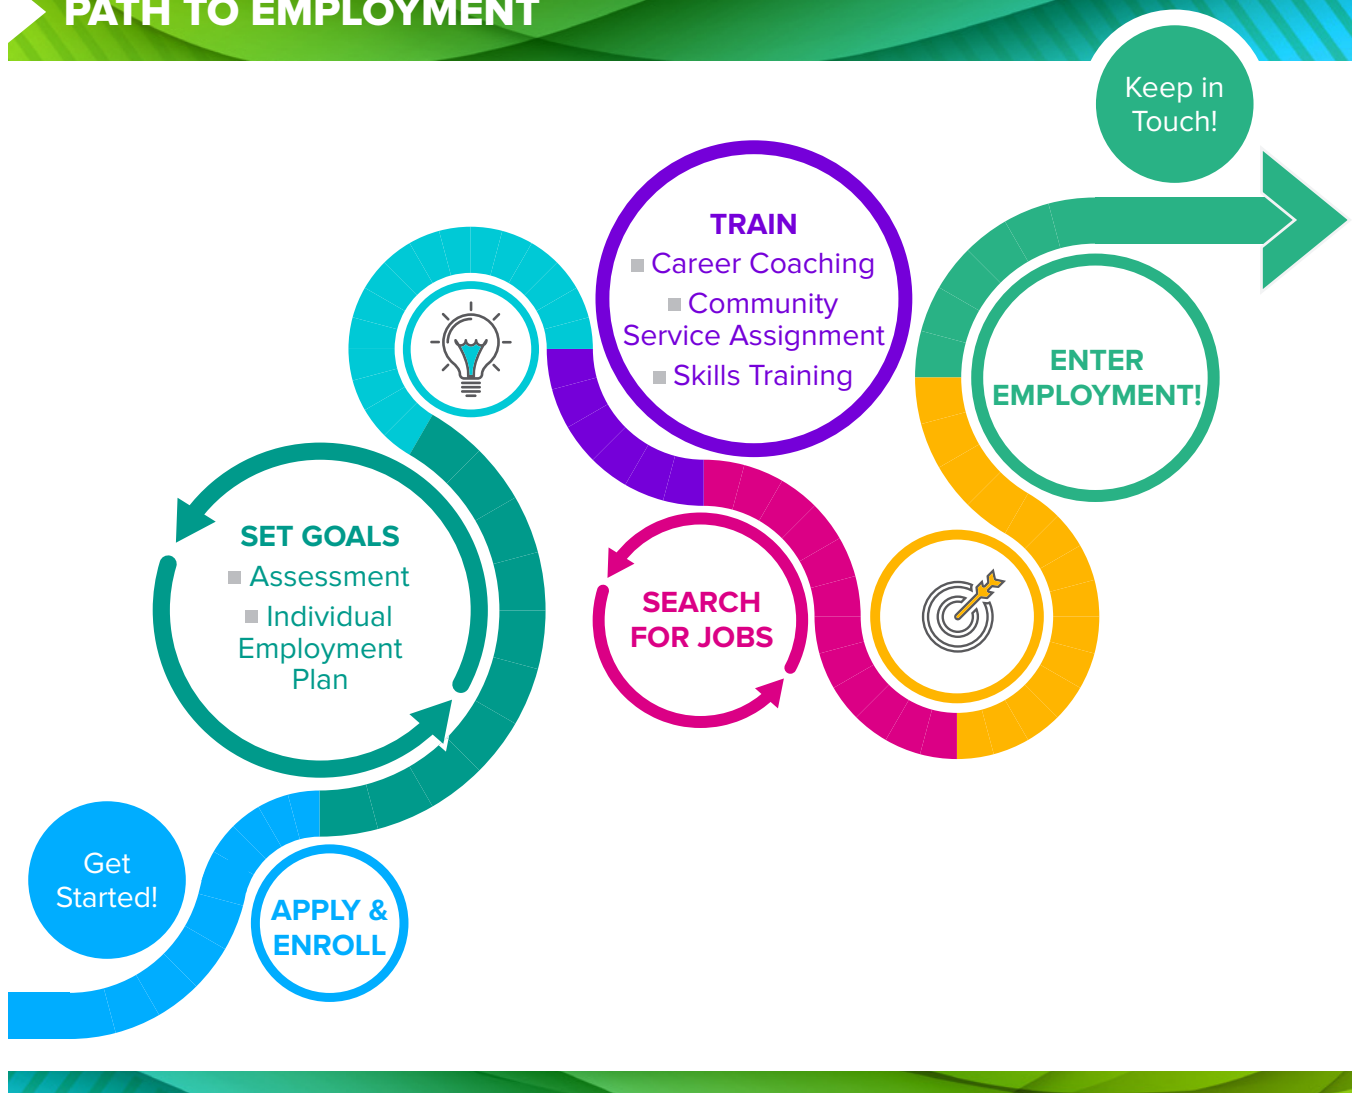 PATH TO EMPLOYMENT
Keep in
Touch!
TRAIN
■ Career Coaching
■ Community
Service Assignment
■ Skills Training
ENTER
EMPLOYMENT!
SET GOALS
■ Assessment
■ Individual
Employment
Plan
SEARCH
FOR JOBS
Get
Started!
APPLY &
ENROLL